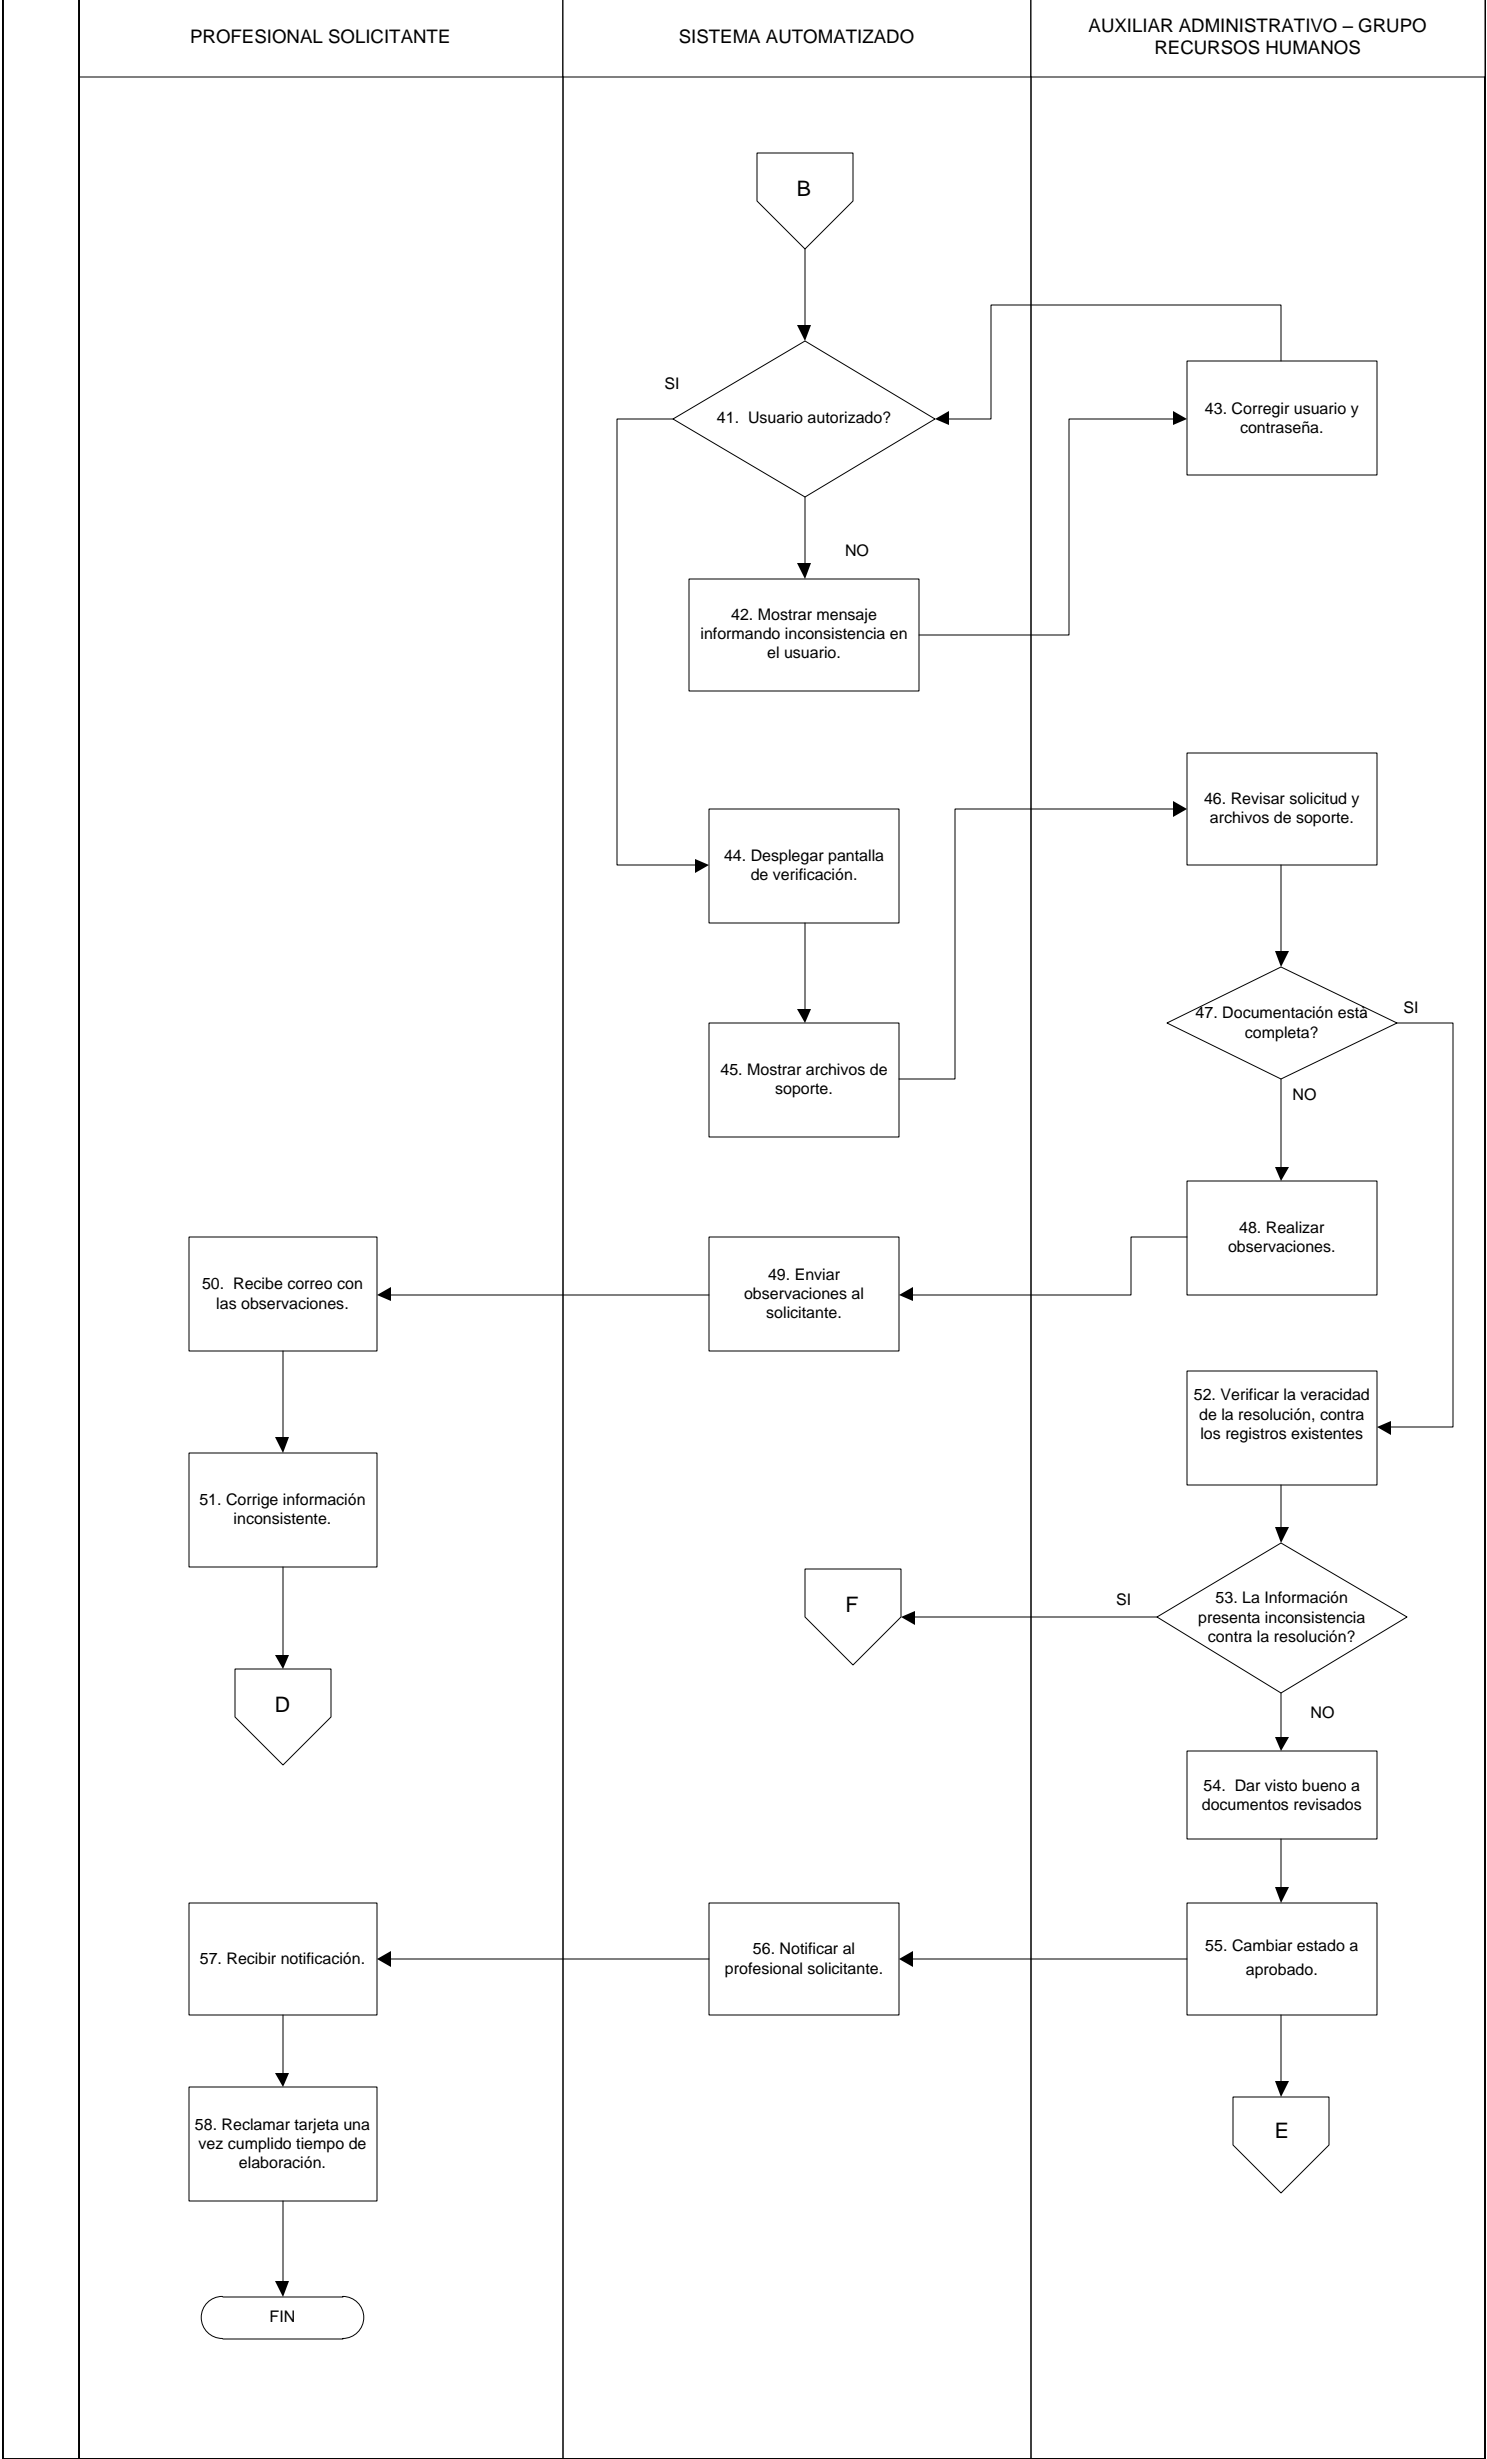 PROFESIONAL SOLICITANTE
SISTEMA AUTOMATIZADO
AUXILIAR ADMINISTRATIVO – GRUPO
RECURSOS HUMANOS
B
SI
41.  Usuario autorizado?
43. Corregir usuario y
contraseña.
NO
42. Mostrar mensaje
informando inconsistencia en
el usuario.
46. Revisar solicitud y
archivos de soporte.
44. Desplegar pantalla
de verificación.
47. Documentación está
completa?
SI
45. Mostrar archivos de
soporte.
NO
48. Realizar
observaciones.
50.  Recibe correo con
las observaciones.
49. Enviar
observaciones al
solicitante.
52. Verificar la veracidad
de la resolución, contra
los registros existentes
51. Corrige información
inconsistente.
F
SI
53. La Información
presenta inconsistencia
contra la resolución?
D
NO
54.  Dar visto bueno a
documentos revisados
57. Recibir notificación.
56. Notificar al
profesional solicitante.
55. Cambiar estado a
aprobado.
58. Reclamar tarjeta una
vez cumplido tiempo de
elaboración.
E
FIN